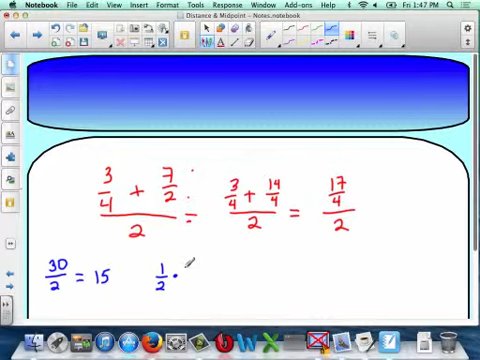 Notebook File Edit View Insert Format Tools Add-ons Window Help Fri 1:47 PM
Distance & Midpoint - Notes.notebook
3/4 + 7/2 / 2 = 3/4 + 14/4 / 2 = 17/4 / 2
30/2 = 15 1/2 •